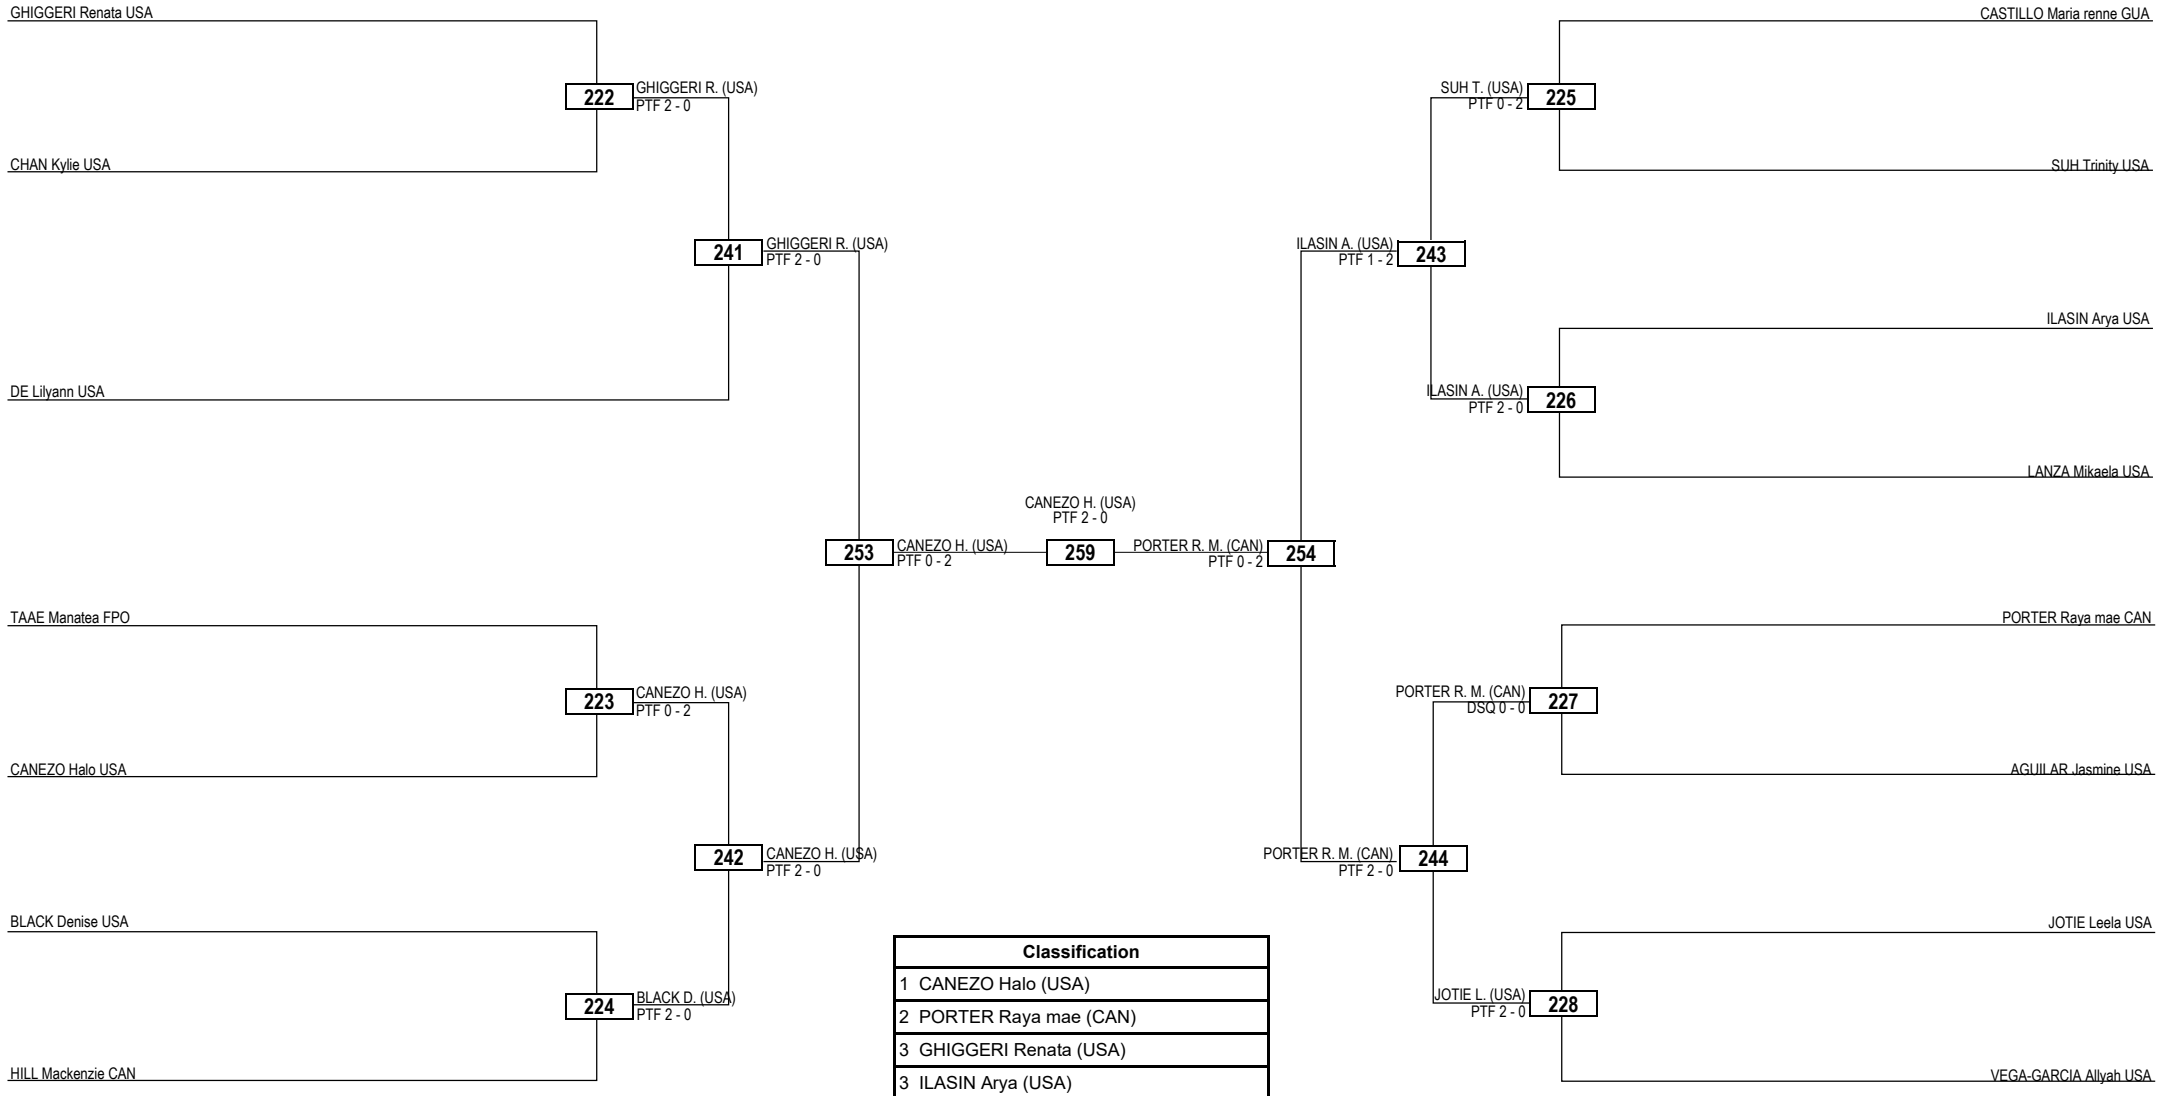 GHIGGERI Renata USA
222
GHIGGERI R. (USA)
PTF 2 - 0
CHAN Kylie USA
241
GHIGGERI R. (USA)
PTF 2 - 0
DE Lilyann USA
253
CANEZO H. (USA)
PTF 0 - 2
TAAE Manatea FPO
223
CANEZO H. (USA)
PTF 0 - 2
CANEZO Halo USA
242
CANEZO H. (USA)
PTF 2 - 0
BLACK Denise USA
224
BLACK D. (USA)
PTF 2 - 0
HILL Mackenzie CAN
CANEZO H. (USA)
PTF 2 - 0
259
CASTILLO Maria renne GUA
SUH T. (USA)
PTF 0 - 2
225
SUH Trinity USA
ILASIN A. (USA)
PTF 1 - 2
243
ILASIN Arya USA
ILASIN A. (USA)
PTF 2 - 0
226
LANZA Mikaela USA
PORTER R. M. (CAN)
PTF 0 - 2
254
PORTER Raya mae CAN
PORTER R. M. (CAN)
DSQ 0 - 0
227
AGUILAR Jasmine USA
PORTER R. M. (CAN)
PTF 2 - 0
244
JOTIE Leela USA
JOTIE L. (USA)
PTF 2 - 0
228
VEGA-GARCIA Allyah USA
Classification
1 CANEZO Halo (USA)
2 PORTER Raya mae (CAN)
3 GHIGGERI Renata (USA)
3 ILASIN Arya (USA)